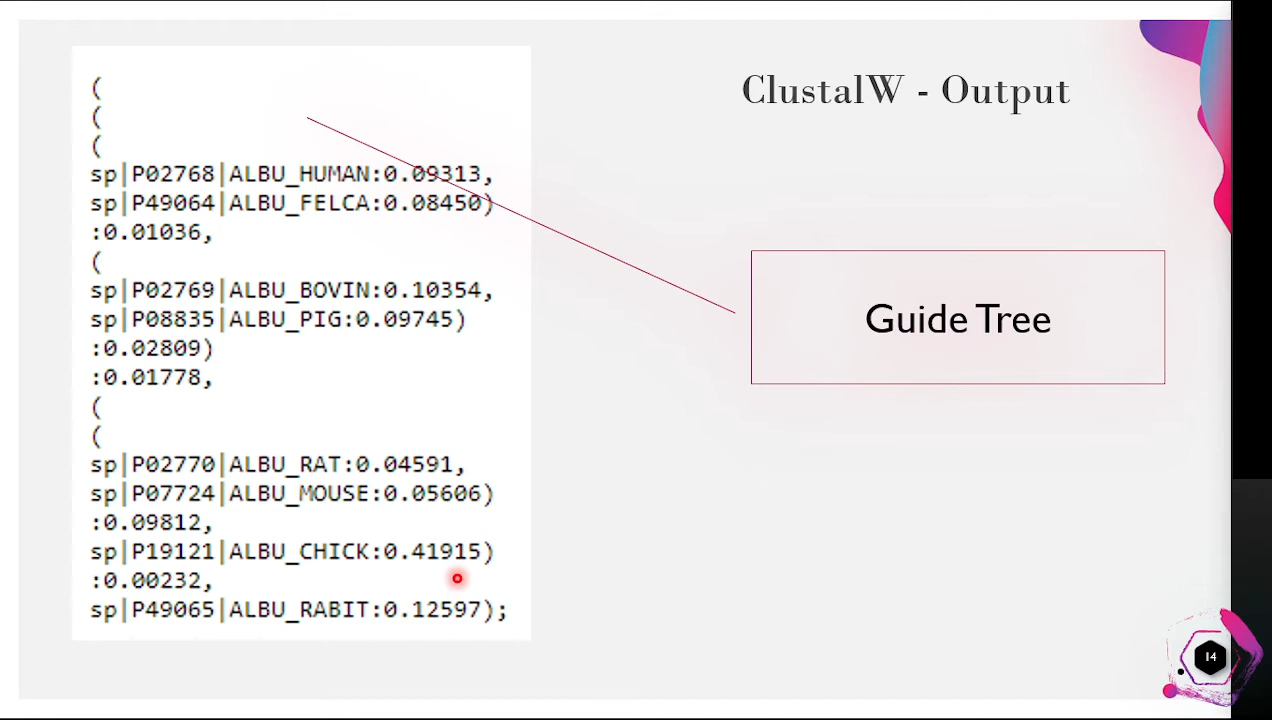 ClustalW - Output
(
(
(
sp|P02768|ALBU_HUMAN:0.09313,
sp|P49064|ALBU_FELCA:0.08450)
:0.01036,
(
sp|P02769|ALBU_BOVIN:0.10354,
sp|P08835|ALBU_PIG:0.09745)
:0.02809)
:0.01778,
(
(
sp|P02770|ALBU_RAT:0.04591,
sp|P07724|ALBU_MOUSE:0.05606)
:0.09812,
sp|P19121|ALBU_CHICK:0.41915)
:0.00232,
sp|P49065|ALBU_RABIT:0.12597);
Guide Tree
14